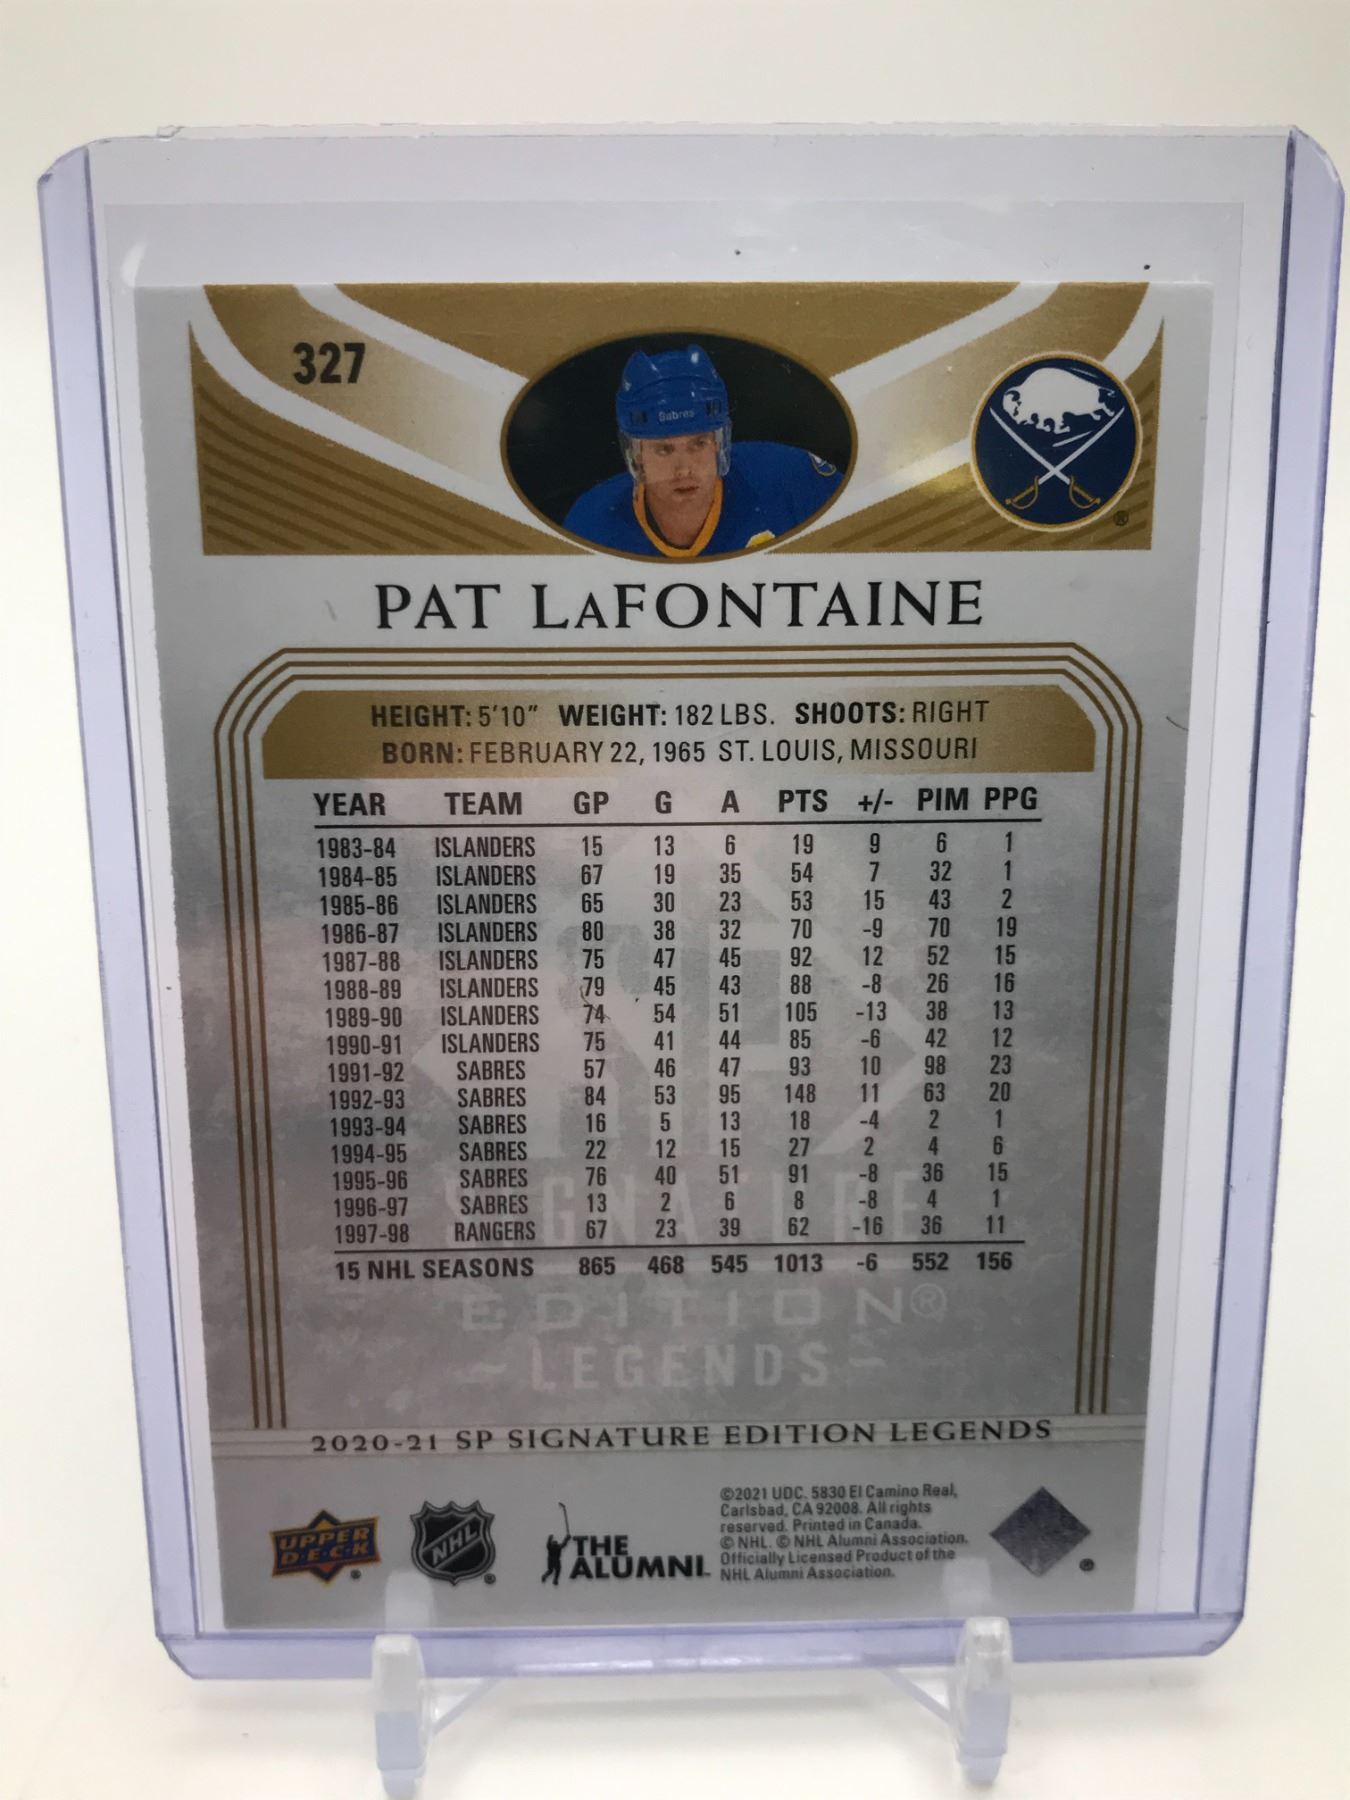 327
Sabres
®
PAT LAFONTAINE
HEIGHT: 5'10" WEIGHT: 182 LBS. SHOOTS: RIGHT
BORN: FEBRUARY 22, 1965 ST. LOUIS, MISSOURI
YEAR TEAM GP G A PTS +/- PIM PPG
1983-84 ISLANDERS 15 13 6 19 9 6 1
1984-85 ISLANDERS 67 19 35 54 7 32 1
1985-86 ISLANDERS 65 30 23 53 15 43 2
1986-87 ISLANDERS 80 38 32 70 -9 70 19
1987-88 ISLANDERS 75 47 45 92 12 52 15
1988-89 ISLANDERS 79 45 43 88 -8 26 16
1989-90 ISLANDERS 74 54 51 105 -13 38 13
1990-91 ISLANDERS 75 41 44 85 -6 42 12
1991-92 SABRES 57 46 47 93 10 98 23
1992-93 SABRES 84 53 95 148 11 63 20
1993-94 SABRES 16 5 13 18 -4 2 1
1994-95 SABRES 22 12 15 27 2 4 6
1995-96 SABRES 76 40 51 91 -8 36 15
1996-97 SABRES 13 2 6 8 -8 4 1
1997-98 RANGERS 67 23 39 62 -16 36 11
15 NHL SEASONS 865 468 545 1013 -6 552 156
SP
SIGNATURE
EDITION®
~LEGENDS~
2020-21 SP SIGNATURE EDITION LEGENDS
UPPER
D·E·C·K
NHL
THE
ALUMNI
©2021 UDC. 5830 El Camino Real,
Carlsbad, CA 92008. All rights
reserved. Printed in Canada.
© NHL. © NHL Alumni Association.
Officially Licensed Product of the
NHL Alumni Association.